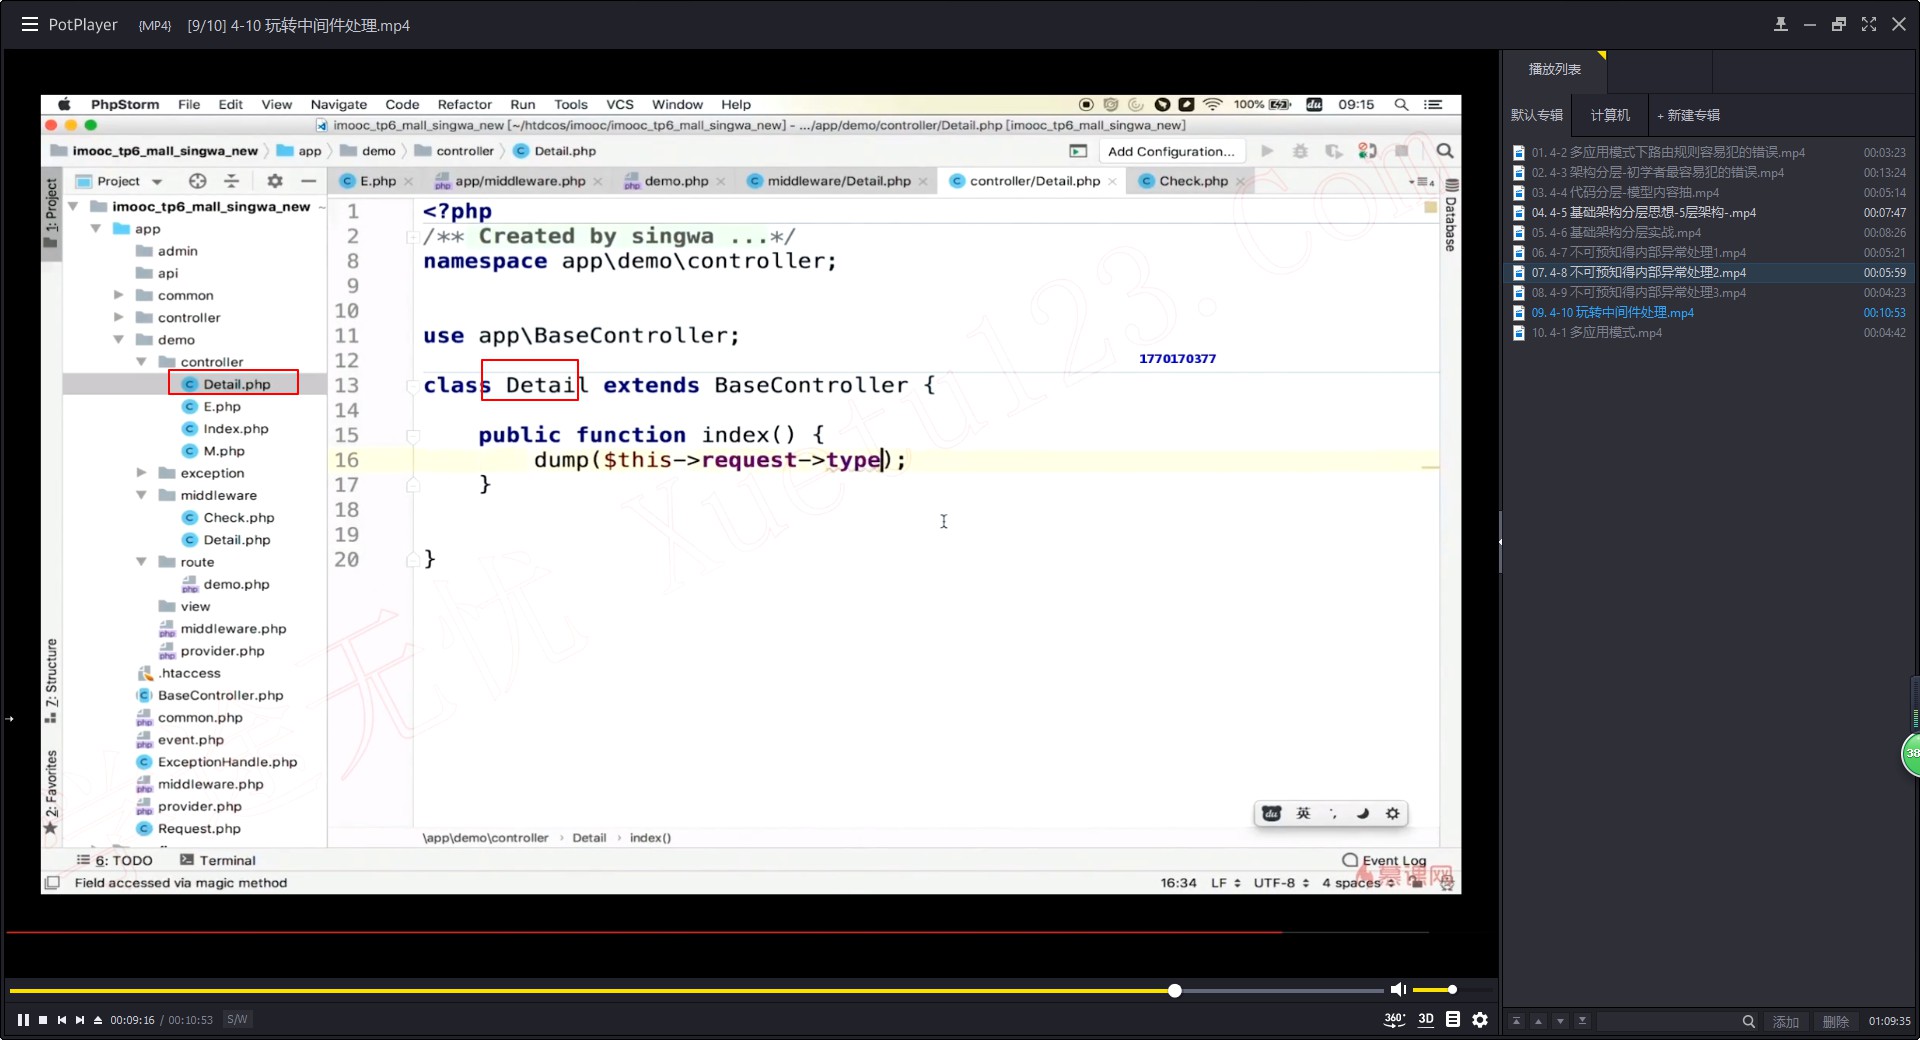 PotPlayer {MP4} [9/10] 4-10 玩转中间件处理.mp4
PhpStorm File Edit View Navigate Code Refactor Run Tools VCS Window Help 100% du 09:15
imooc_tp6_mall_singwa_new [~/htdcos/imooc/imooc_tp6_mall_singwa_new] - .../app/demo/controller/Detail.php [imooc_tp6_mall_singwa_new]
imooc_tp6_mall_singwa_new app demo controller Detail.php Add Configuration...
Project
E.php app/middleware.php demo.php middleware/Detail.php controller/Detail.php Check.php
1: Project
Z: Structure
2: Favorites
Database
imooc_tp6_mall_singwa_new
app
admin
api
common
controller
demo
controller
Detail.php
E.php
Index.php
M.php
exception
middleware
Check.php
Detail.php
route
demo.php
view
middleware.php
provider.php
.htaccess
BaseController.php
common.php
event.php
ExceptionHandle.php
middleware.php
provider.php
Request.php
1 <?php
2 /** Created by singwa ...*/
8 namespace app\demo\controller;
9
10
11 use app\BaseController;
12
13 class Detail extends BaseController {
14
15 public function index() {
16 dump($this->request->type);
17 }
18
19
20 }
1770170377
Xuetu123.Com
无忧
du 英
\app\demo\controller › Detail › index()
6: TODO Terminal Event Log
Field accessed via magic method 16:34 LF UTF-8 4 spaces
慕课网
00:09:16 / 00:10:53 S/W
360° 3D
播放列表
默认专辑 计算机 + 新建专辑
01. 4-2 多应用模式下路由规则容易犯的错误.mp4 00:03:23
02. 4-3 架构分层-初学者最容易犯的错误.mp4 00:13:24
03. 4-4 代码分层-模型内容抽.mp4 00:05:14
04. 4-5 基础架构分层思想-5层架构-.mp4 00:07:47
05. 4-6 基础架构分层实战.mp4 00:08:26
06. 4-7 不可预知得内部异常处理1.mp4 00:05:21
07. 4-8 不可预知得内部异常处理2.mp4 00:05:59
08. 4-9 不可预知得内部异常处理3.mp4 00:04:23
09. 4-10 玩转中间件处理.mp4 00:10:53
10. 4-1 多应用模式.mp4 00:04:42
38
添加 删除 01:09:35